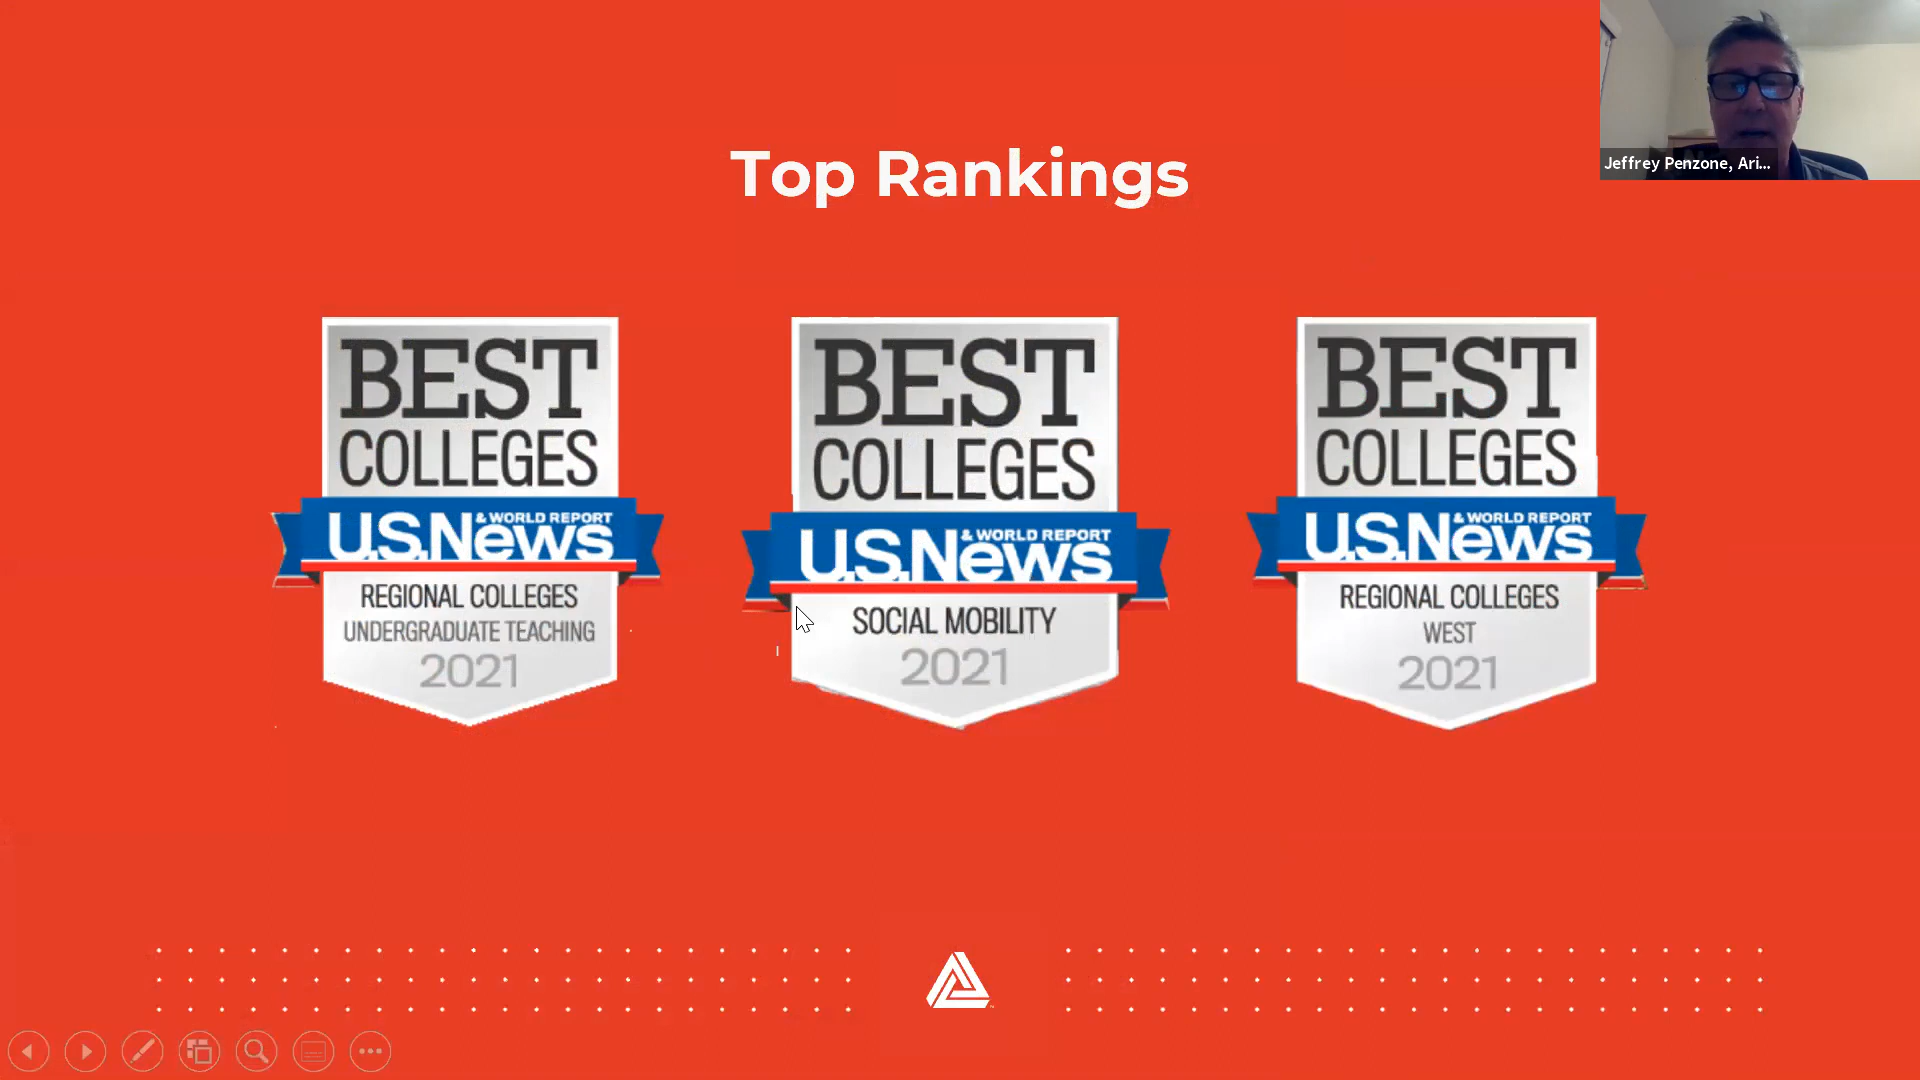 Top Rankings
Jeffrey Penzone, Ari...
BEST
COLLEGES
U.S.News
& WORLD REPORT
REGIONAL COLLEGES
UNDERGRADUATE TEACHING
2021
BEST
COLLEGES
U.S.News
& WORLD REPORT
SOCIAL MOBILITY
2021
BEST
COLLEGES
U.S.News
& WORLD REPORT
REGIONAL COLLEGES
WEST
2021